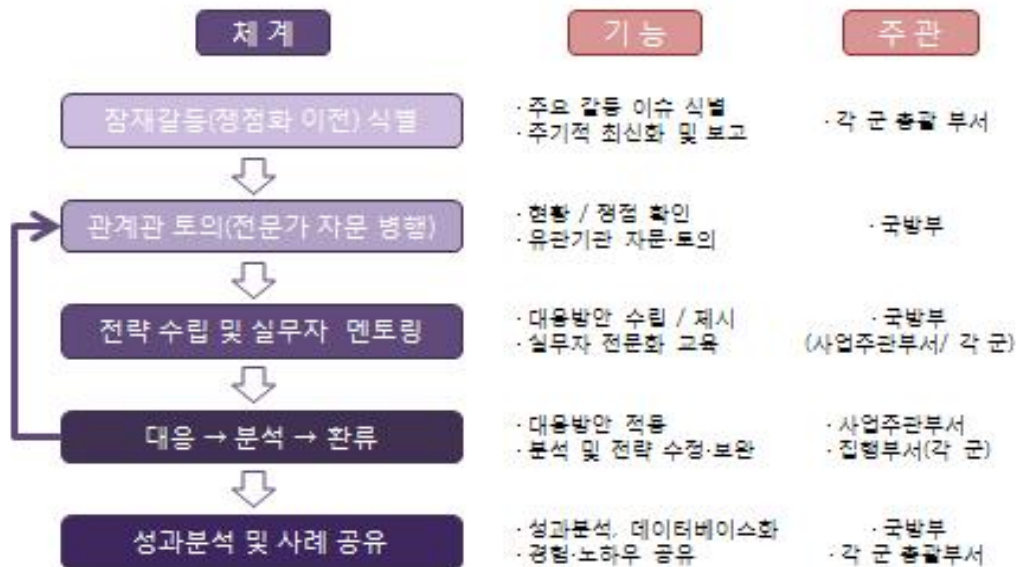 체 계
기 능
주 관
잠재갈등(쟁점화 이전) 식별
· 주요 갈등 이슈 식별
· 주기적 최신화 및 보고
· 각 군 총괄 부서
관계관 토의(전문가 자문 병행)
· 현황 / 쟁점 확인
· 유관기관 자문·토의
· 국방부
전략 수립 및 실무자 멘토링
· 대응방안 수립 / 제시
· 실무자 전문화 교육
· 국방부
(사업주관부서/ 각 군)
대응 → 분석 → 환류
· 대응방안 적용
· 분석 및 전략 수정·보완
· 사업주관부서
· 집행부서(각 군)
성과분석 및 사례 공유
· 성과분석, 데이터베이스화
· 경험·노하우 공유
· 국방부
· 각 군 총괄부서